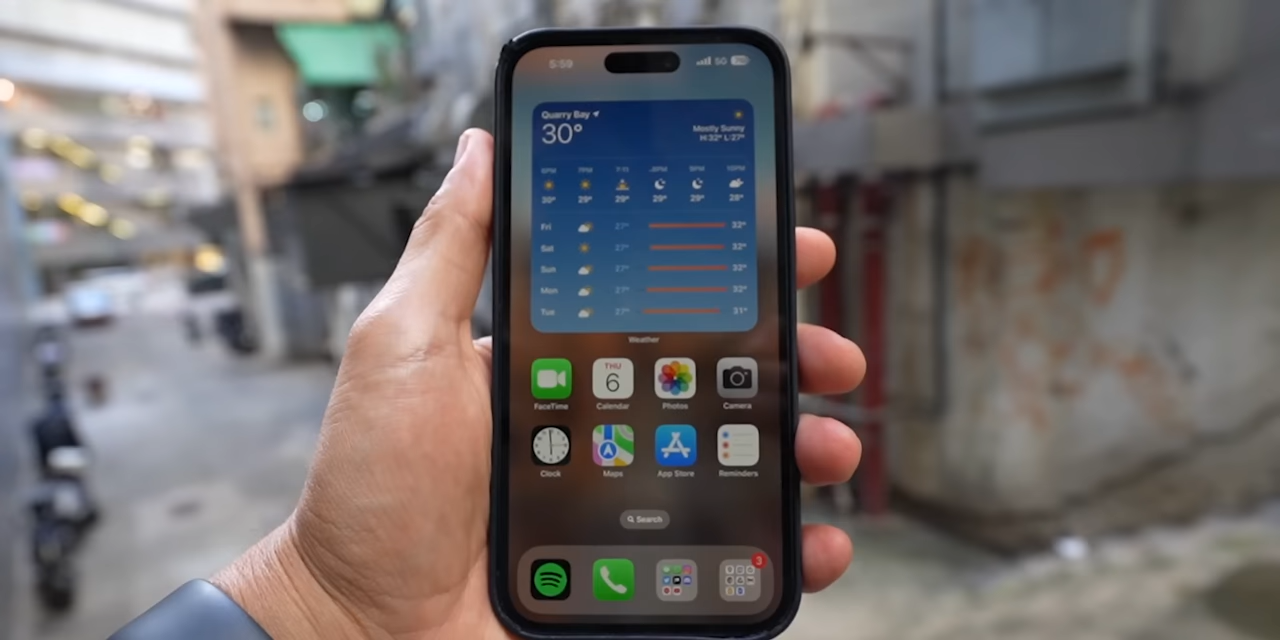 5:59
5G
Quarry Bay
30°
Mostly Sunny
H:32° L:27°
6PM 7PM 7:11 8PM 9PM 10PM
30° 29° 29° 29° 29° 28°
Fri 27° 32°
Sat 27° 32°
Sun 27° 32°
Mon 27° 32°
Tue 27° 31°
Weather
THU
6
FaceTime Calendar Photos Camera
Clock Maps App Store Reminders
Search
3